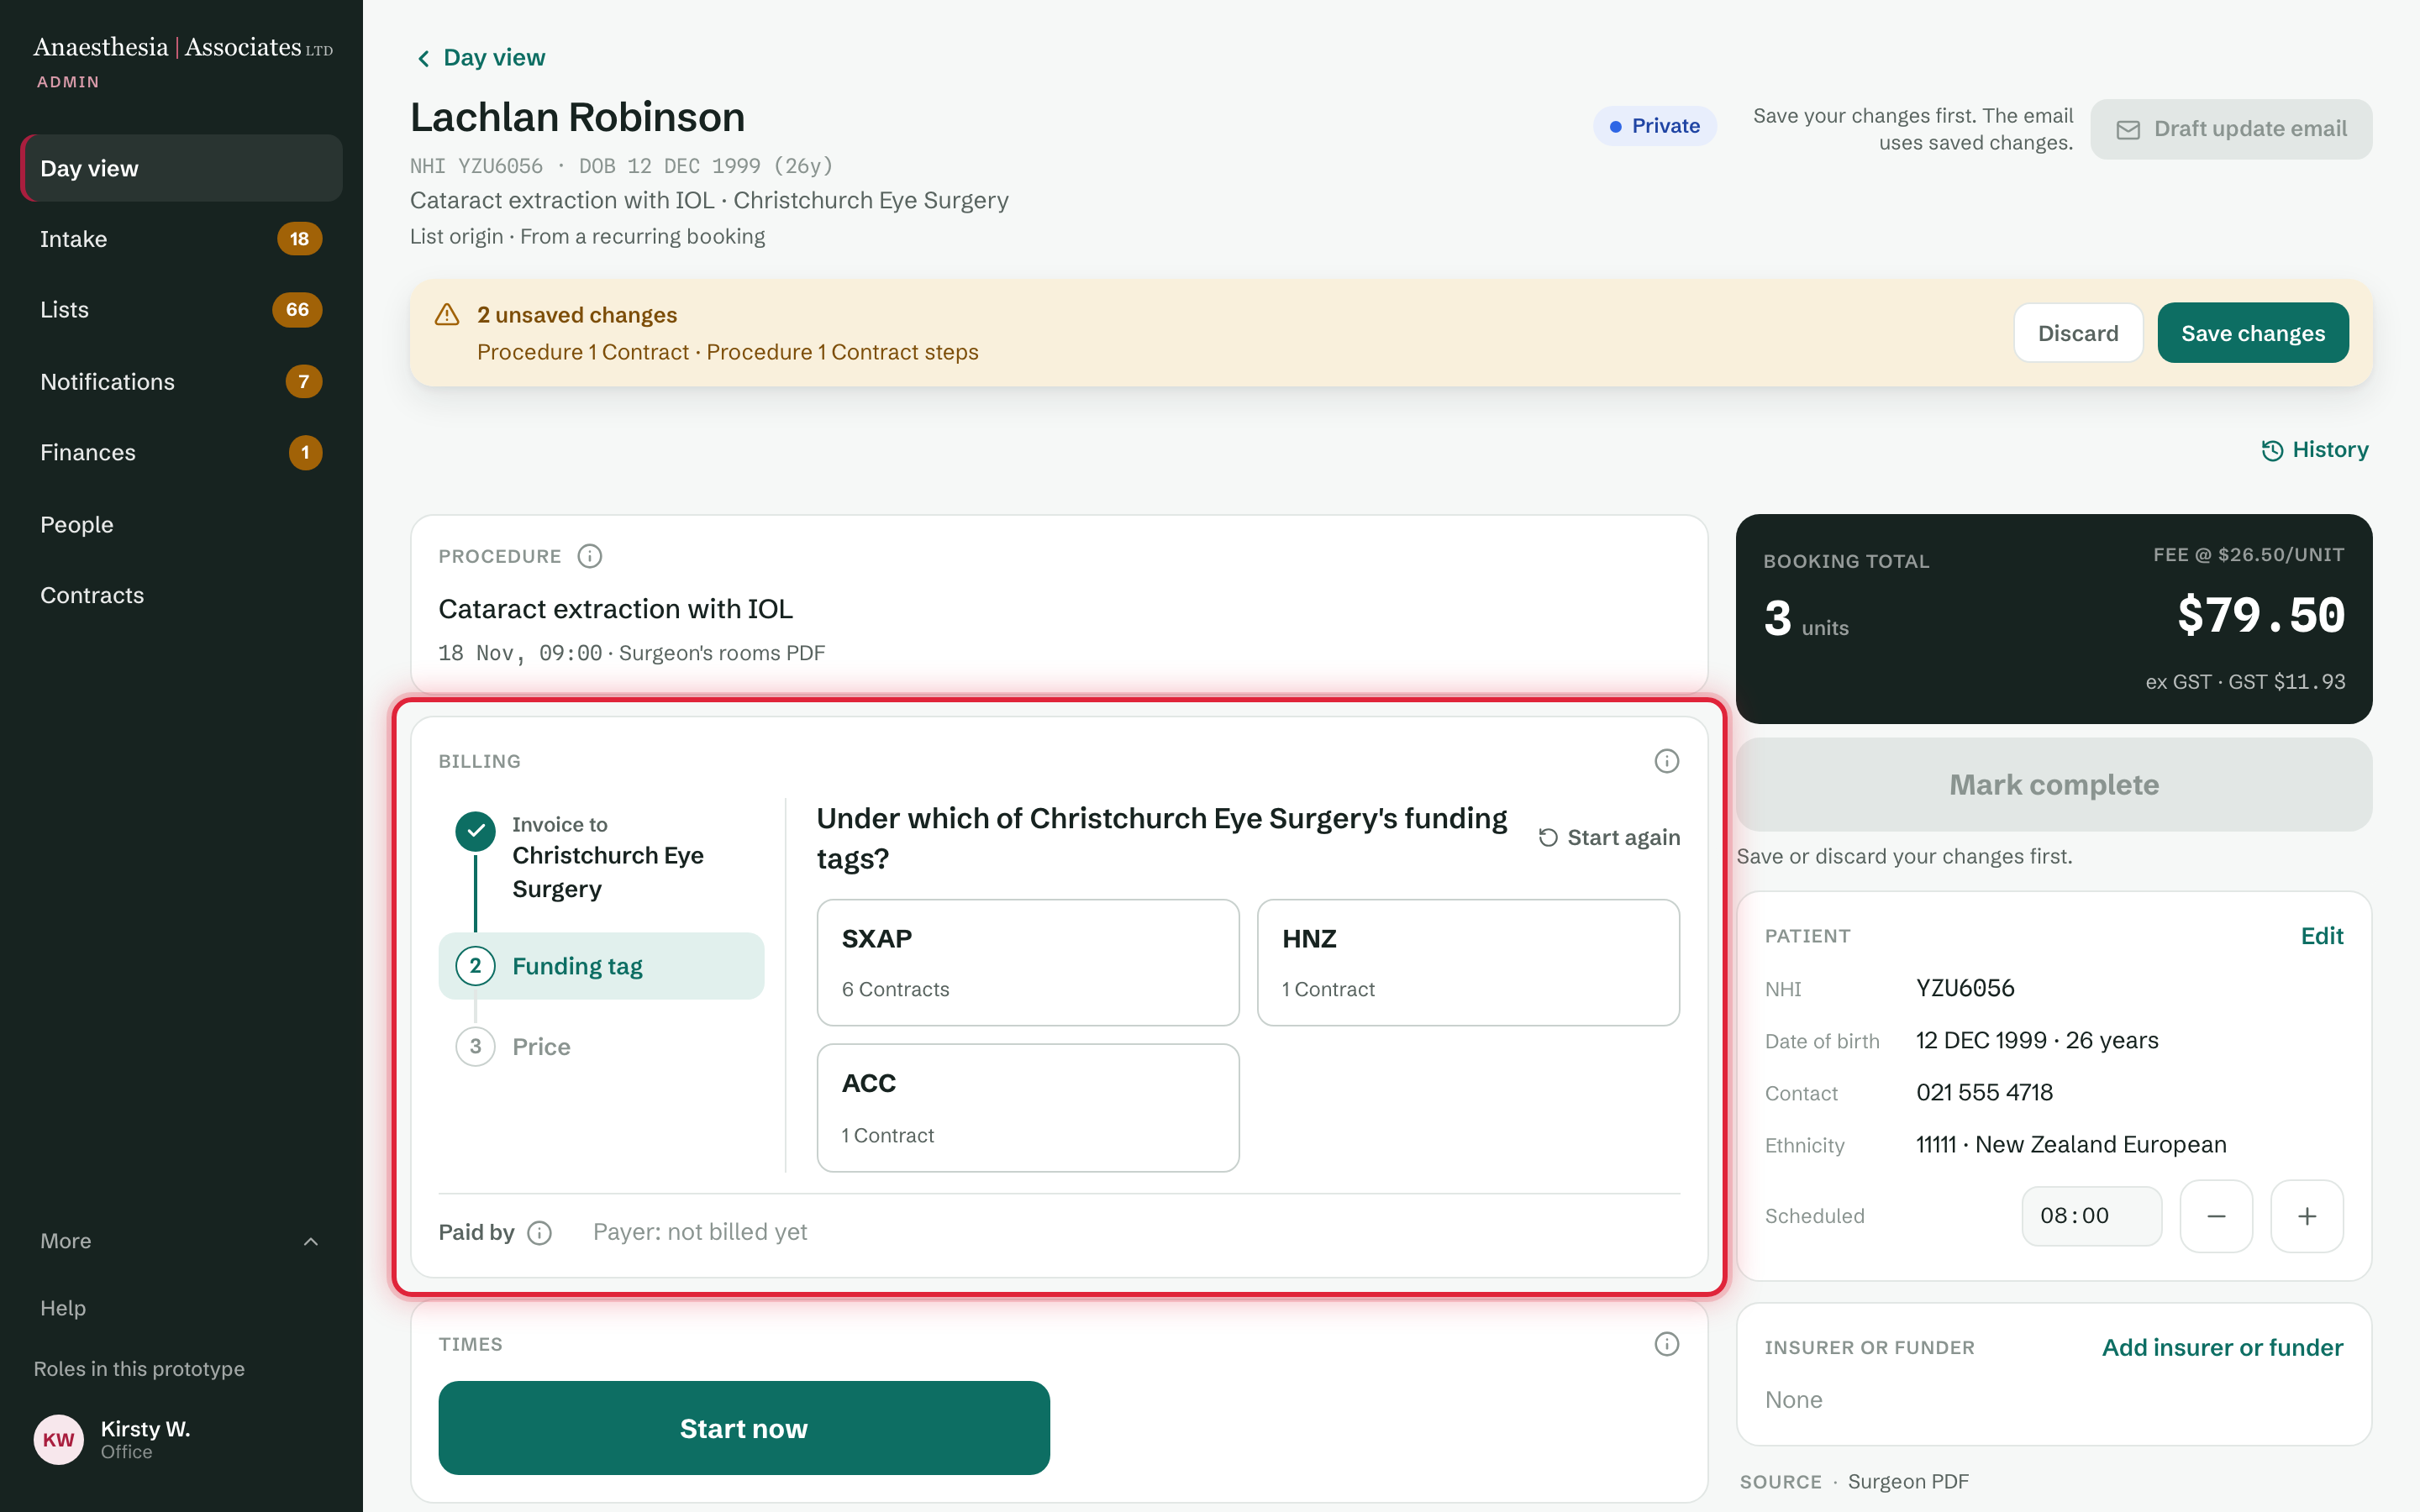 Anaesthesia | Associates LTD
ADMIN
Day view
Intake 18
Lists 66
Notifications 7
Finances 1
People
Contracts
More
Help
Roles in this prototype
KW
Kirsty W.
Office
Day view
Lachlan Robinson
NHI YZU6056 · DOB 12 DEC 1999 (26y)
Cataract extraction with IOL · Christchurch Eye Surgery
List origin · From a recurring booking
Private
Save your changes first. The email
uses saved changes.
Draft update email
2 unsaved changes
Procedure 1 Contract · Procedure 1 Contract steps
Discard
Save changes
History
PROCEDURE
Cataract extraction with IOL
18 Nov, 09:00 · Surgeon's rooms PDF
BILLING
Invoice to
Christchurch Eye
Surgery
2 Funding tag
3 Price
Under which of Christchurch Eye Surgery's funding
tags?
Start again
SXAP
6 Contracts
HNZ
1 Contract
ACC
1 Contract
Paid by
Payer: not billed yet
TIMES
Start now
BOOKING TOTAL
FEE @ $26.50/UNIT
3 units
$79.50
ex GST · GST $11.93
Mark complete
Save or discard your changes first.
PATIENT
Edit
NHI YZU6056
Date of birth 12 DEC 1999 · 26 years
Contact 021 555 4718
Ethnicity 11111 · New Zealand European
Scheduled 08:00 − +
INSURER OR FUNDER
Add insurer or funder
None
SOURCE · Surgeon PDF